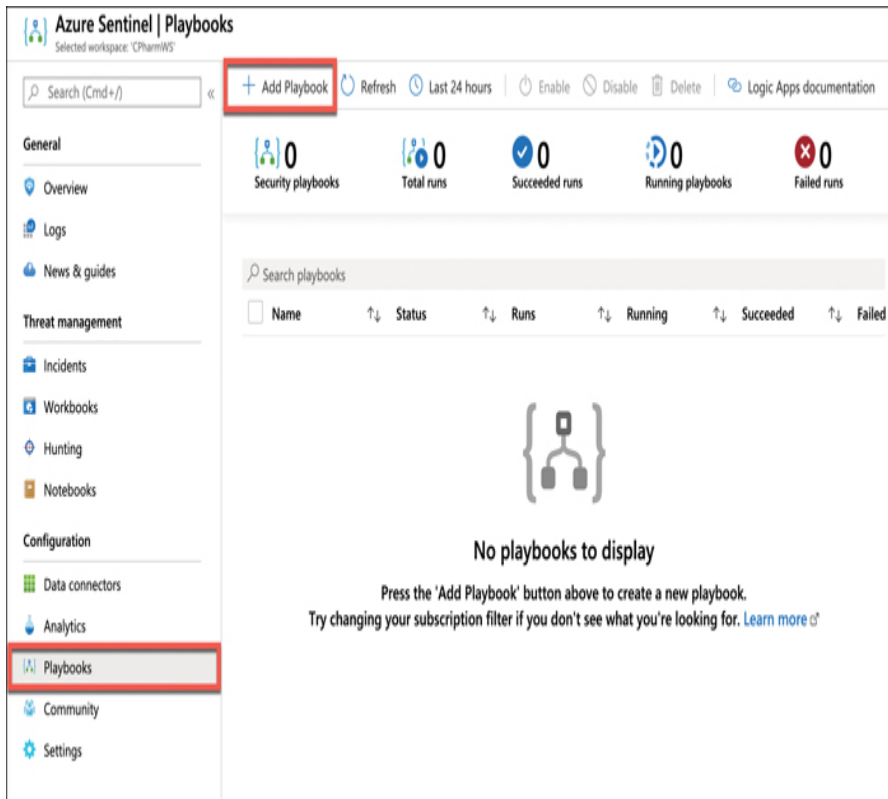 Azure Sentinel | Playbooks
Selected workspace: 'CPharmWS'
Search (Cmd+/)
«
General
Overview
Logs
News & guides
Threat management
Incidents
Workbooks
Hunting
Notebooks
Configuration
Data connectors
Analytics
Playbooks
Community
Settings
+ Add Playbook Refresh Last 24 hours Enable Disable Delete Logic Apps documentation
0 0 0 0 0
Security playbooks Total runs Succeeded runs Running playbooks Failed runs
Search playbooks
Name ↑↓ Status ↑↓ Runs ↑↓ Running ↑↓ Succeeded ↑↓ Failed
No playbooks to display
Press the 'Add Playbook' button above to create a new playbook.
Try changing your subscription filter if you don't see what you're looking for. Learn more